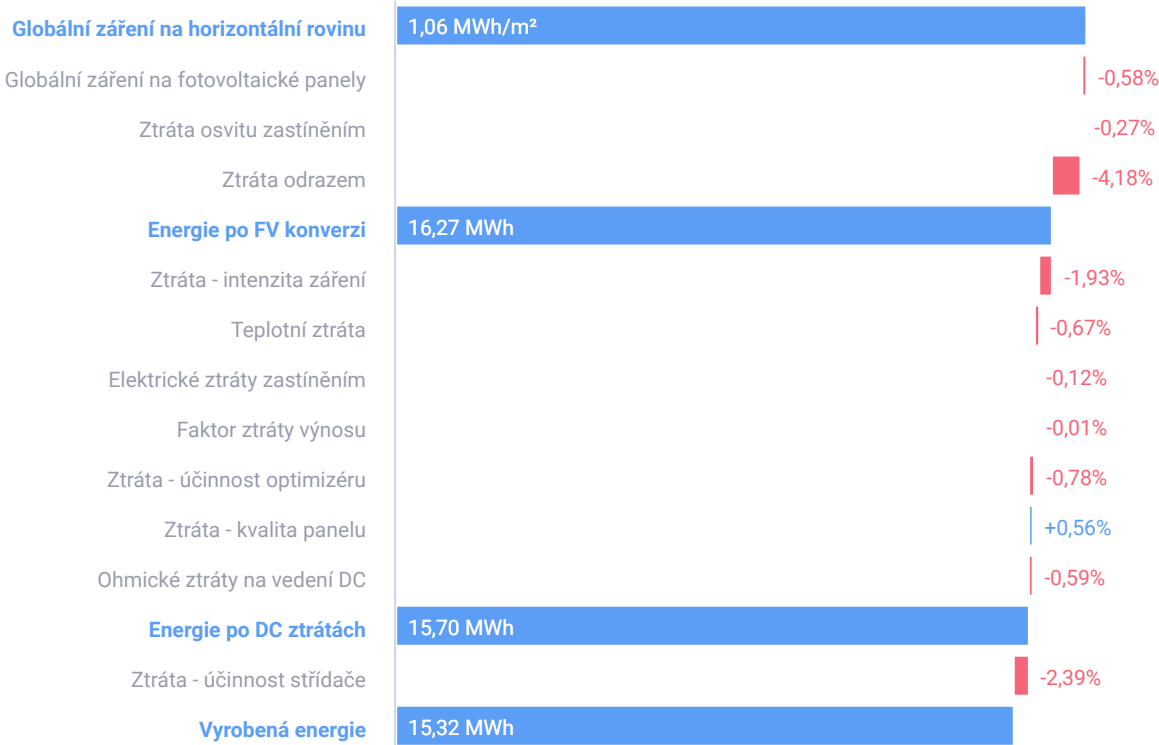 Globální záření na horizontální rovinu 1,06 MWh/m²
Globální záření na fotovoltaické panely -0,58%
Ztráta osvitu zastíněním -0,27%
Ztráta odrazem -4,18%
Energie po FV konverzi 16,27 MWh
Ztráta - intenzita záření -1,93%
Teplotní ztráta -0,67%
Elektrické ztráty zastíněním -0,12%
Faktor ztráty výnosu -0,01%
Ztráta - účinnost optimizéru -0,78%
Ztráta - kvalita panelu +0,56%
Ohmické ztráty na vedení DC -0,59%
Energie po DC ztrátách 15,70 MWh
Ztráta - účinnost střídače -2,39%
Vyrobená energie 15,32 MWh